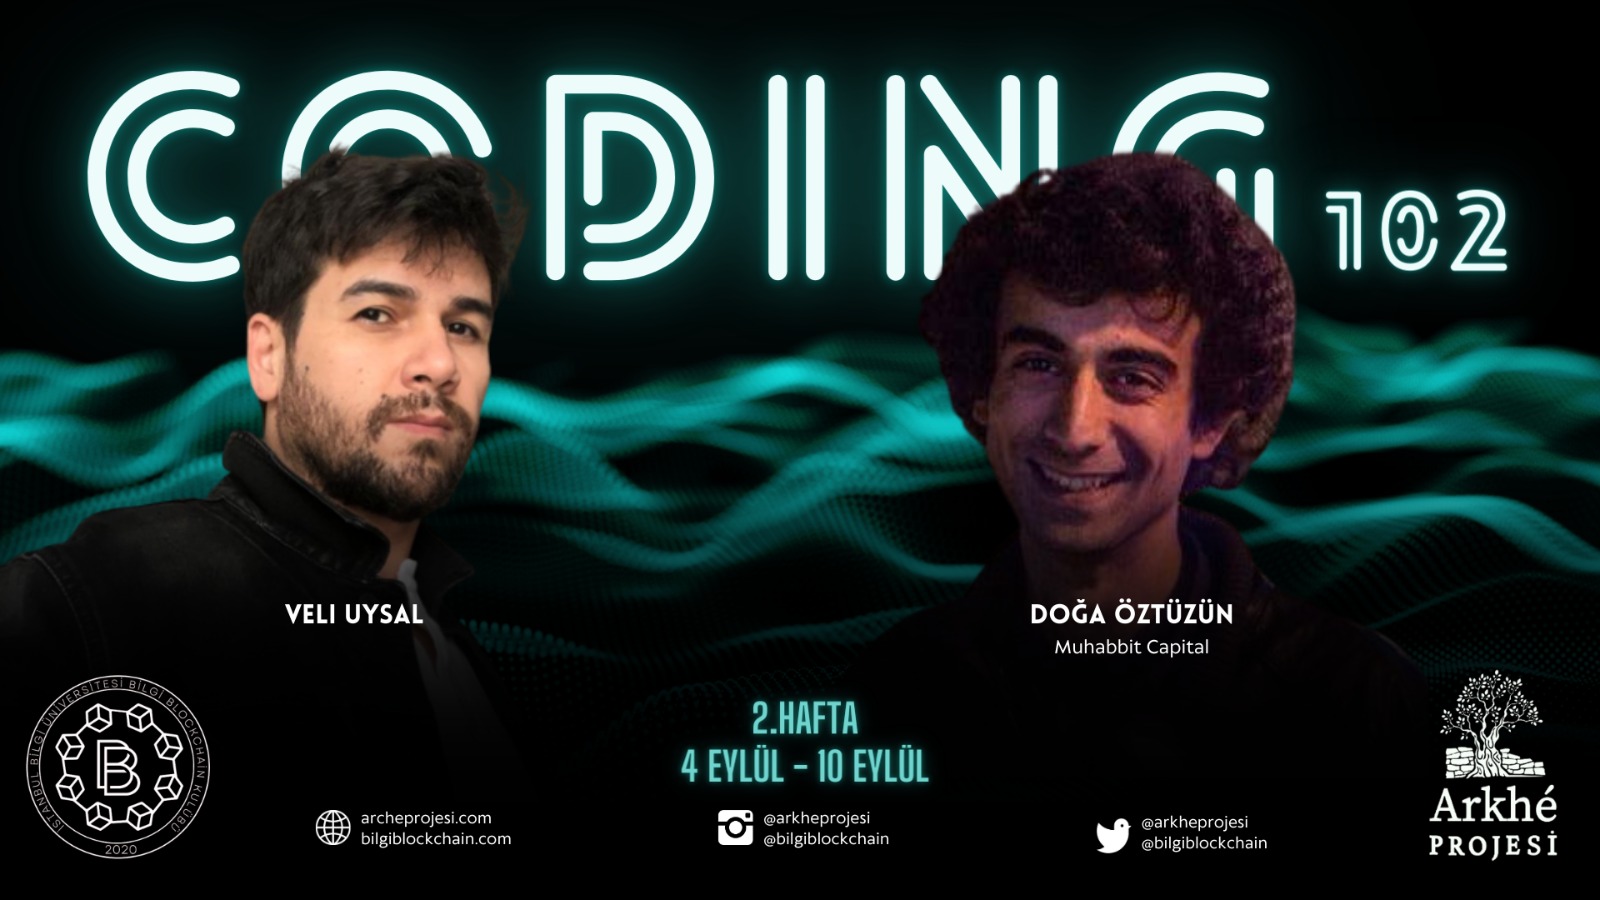 CODING 102
VELI UYSAL
DOĞA ÖZTÜZÜN
Muhabbit Capital
2.HAFTA
4 EYLÜL - 10 EYLÜL
İSTANBUL BİLGİ ÜNİVERSİTESİ BİLGİ BLOCKCHAIN KULÜBÜ
B
2020
archeprojesi.com
bilgiblockchain.com
@arkheprojesi
@bilgiblockchain
@arkheprojesi
@bilgiblockchain
Arkhé
PROJESİ